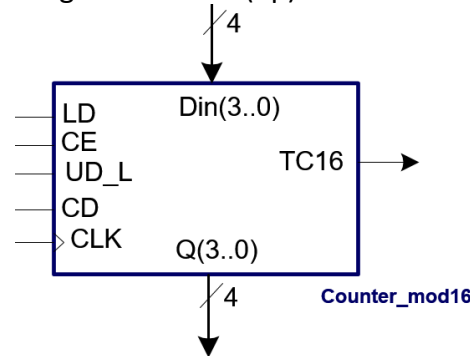 4
Din(3..0)
LD
CE
UD_L
CD
CLK
TC16
Q(3..0)
4
Counter_mod16